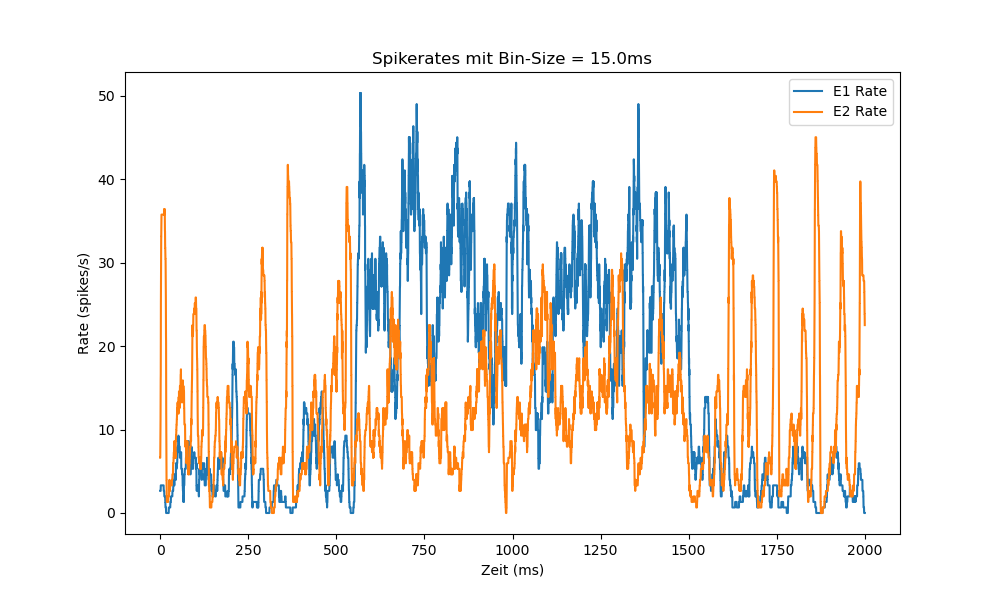 Spikerates mit Bin-Size = 15.0ms
E1 Rate
E2 Rate
Rate (spikes/s)
50
40
30
20
10
0
0 250 500 750 1000 1250 1500 1750 2000
Zeit (ms)